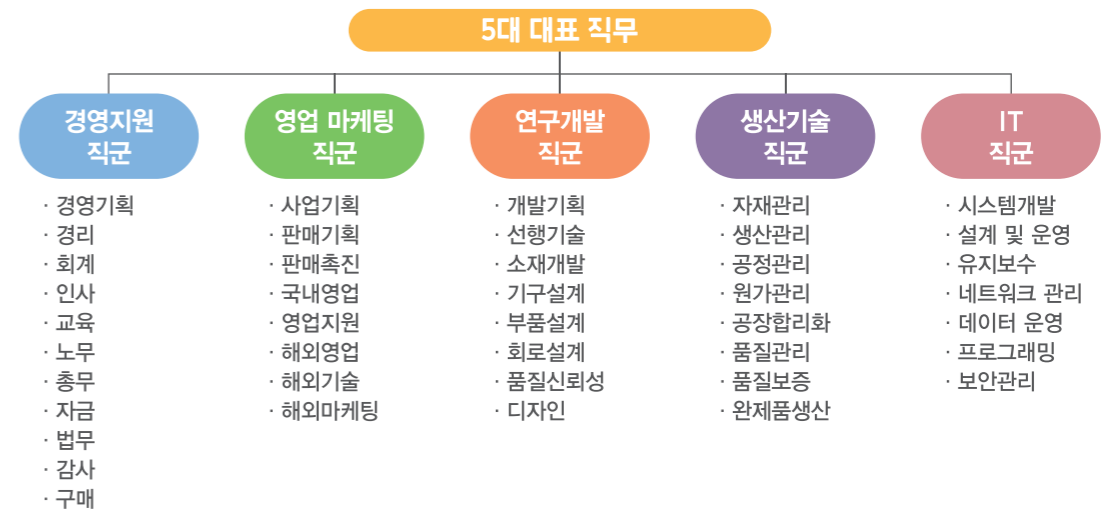 5대 대표 직무
경영지원
직군
· 경영기획
· 경리
· 회계
· 인사
· 교육
· 노무
· 총무
· 자금
· 법무
· 감사
· 구매
영업 마케팅
직군
· 사업기획
· 판매기획
· 판매촉진
· 국내영업
· 영업지원
· 해외영업
· 해외기술
· 해외마케팅
연구개발
직군
· 개발기획
· 선행기술
· 소재개발
· 기구설계
· 부품설계
· 회로설계
· 품질신뢰성
· 디자인
생산기술
직군
· 자재관리
· 생산관리
· 공정관리
· 원가관리
· 공장합리화
· 품질관리
· 품질보증
· 완제품생산
IT
직군
· 시스템개발
· 설계 및 운영
· 유지보수
· 네트워크 관리
· 데이터 운영
· 프로그래밍
· 보안관리